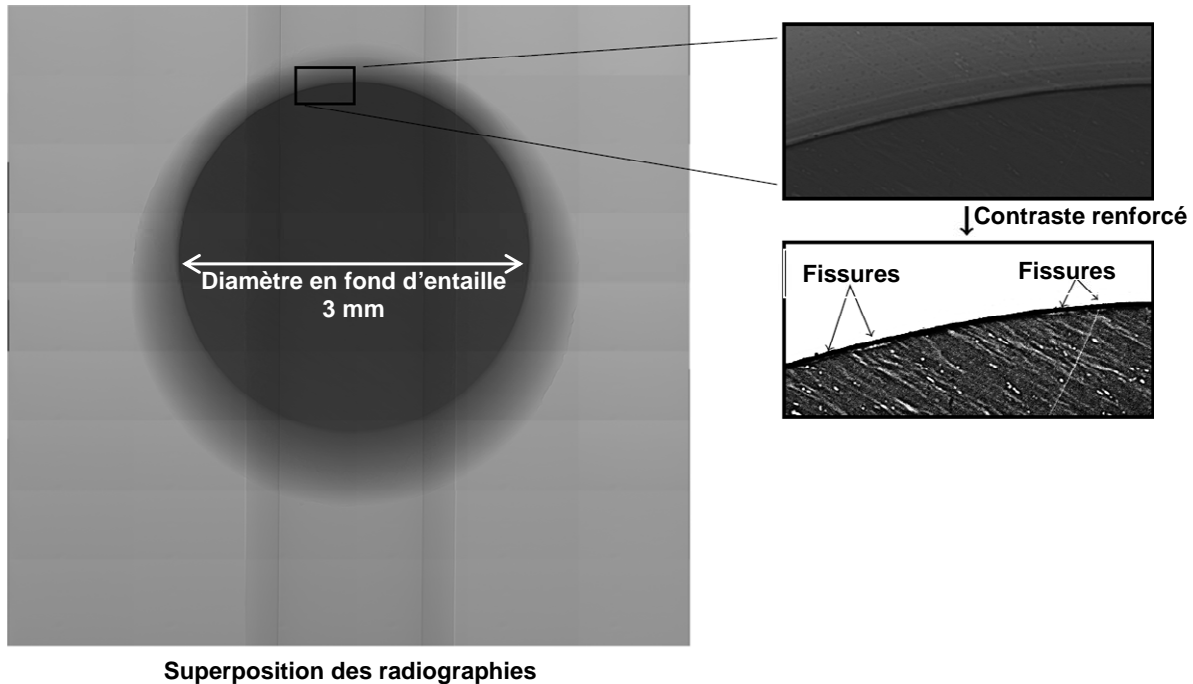 Diamètre en fond d'entaille
3 mm
Contraste renforcé
Fissures
Fissures
Superposition des radiographies